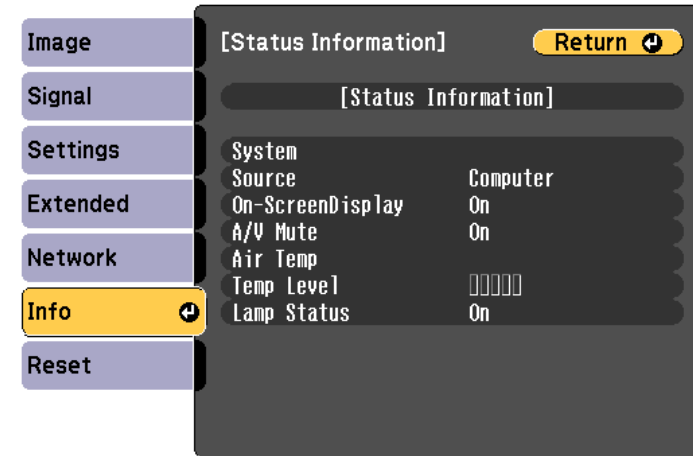 Image
Signal
Settings
Extended
Network
Info
Reset
[Status Information] Return
[Status Information]
System
Source Computer
On-ScreenDisplay On
A/V Mute On
Air Temp
Temp Level
Lamp Status On